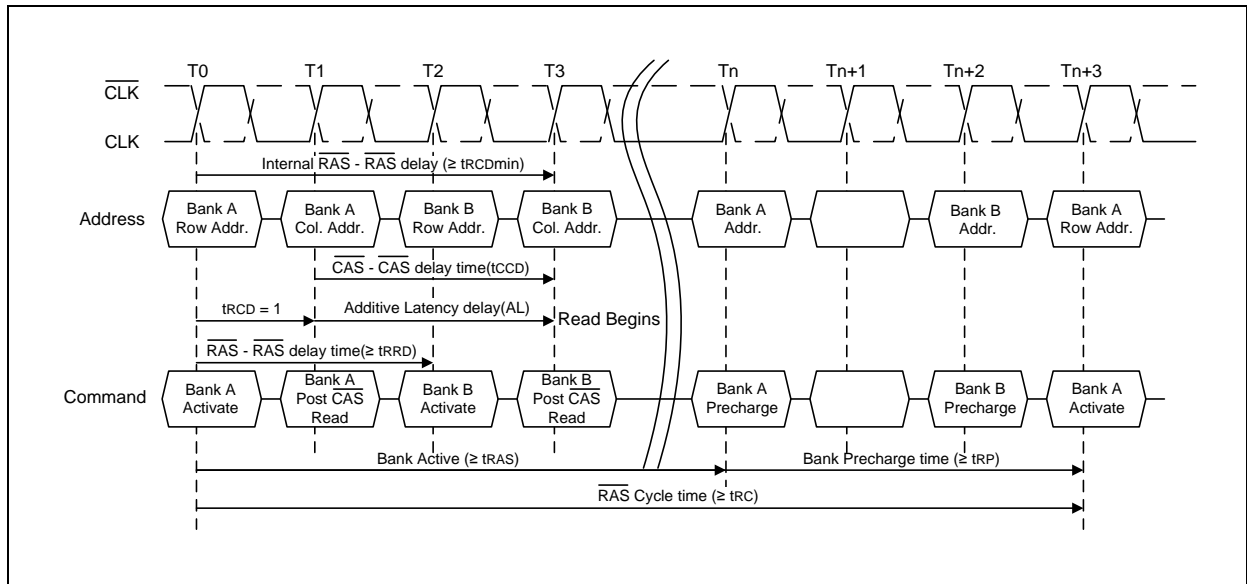 T0 T1 T2 T3 Tn Tn+1 Tn+2 Tn+3
CLK
CLK
Internal RAS - RAS delay (≥ tRCDmin)
Address
Bank A
Row Addr.
Bank A
Col. Addr.
Bank B
Row Addr.
Bank B
Col. Addr.
Bank A
Addr.
Bank B
Addr.
Bank A
Row Addr.
CAS - CAS delay time(tCCD)
tRCD = 1
Additive Latency delay(AL)
Read Begins
RAS - RAS delay time(≥ tRRD)
Command
Bank A
Activate
Bank A
Post CAS
Read
Bank B
Activate
Bank B
Post CAS
Read
Bank A
Precharge
Bank B
Precharge
Bank A
Activate
Bank Active (≥ tRAS)
Bank Precharge time (≥ tRP)
RAS Cycle time (≥ tRC)